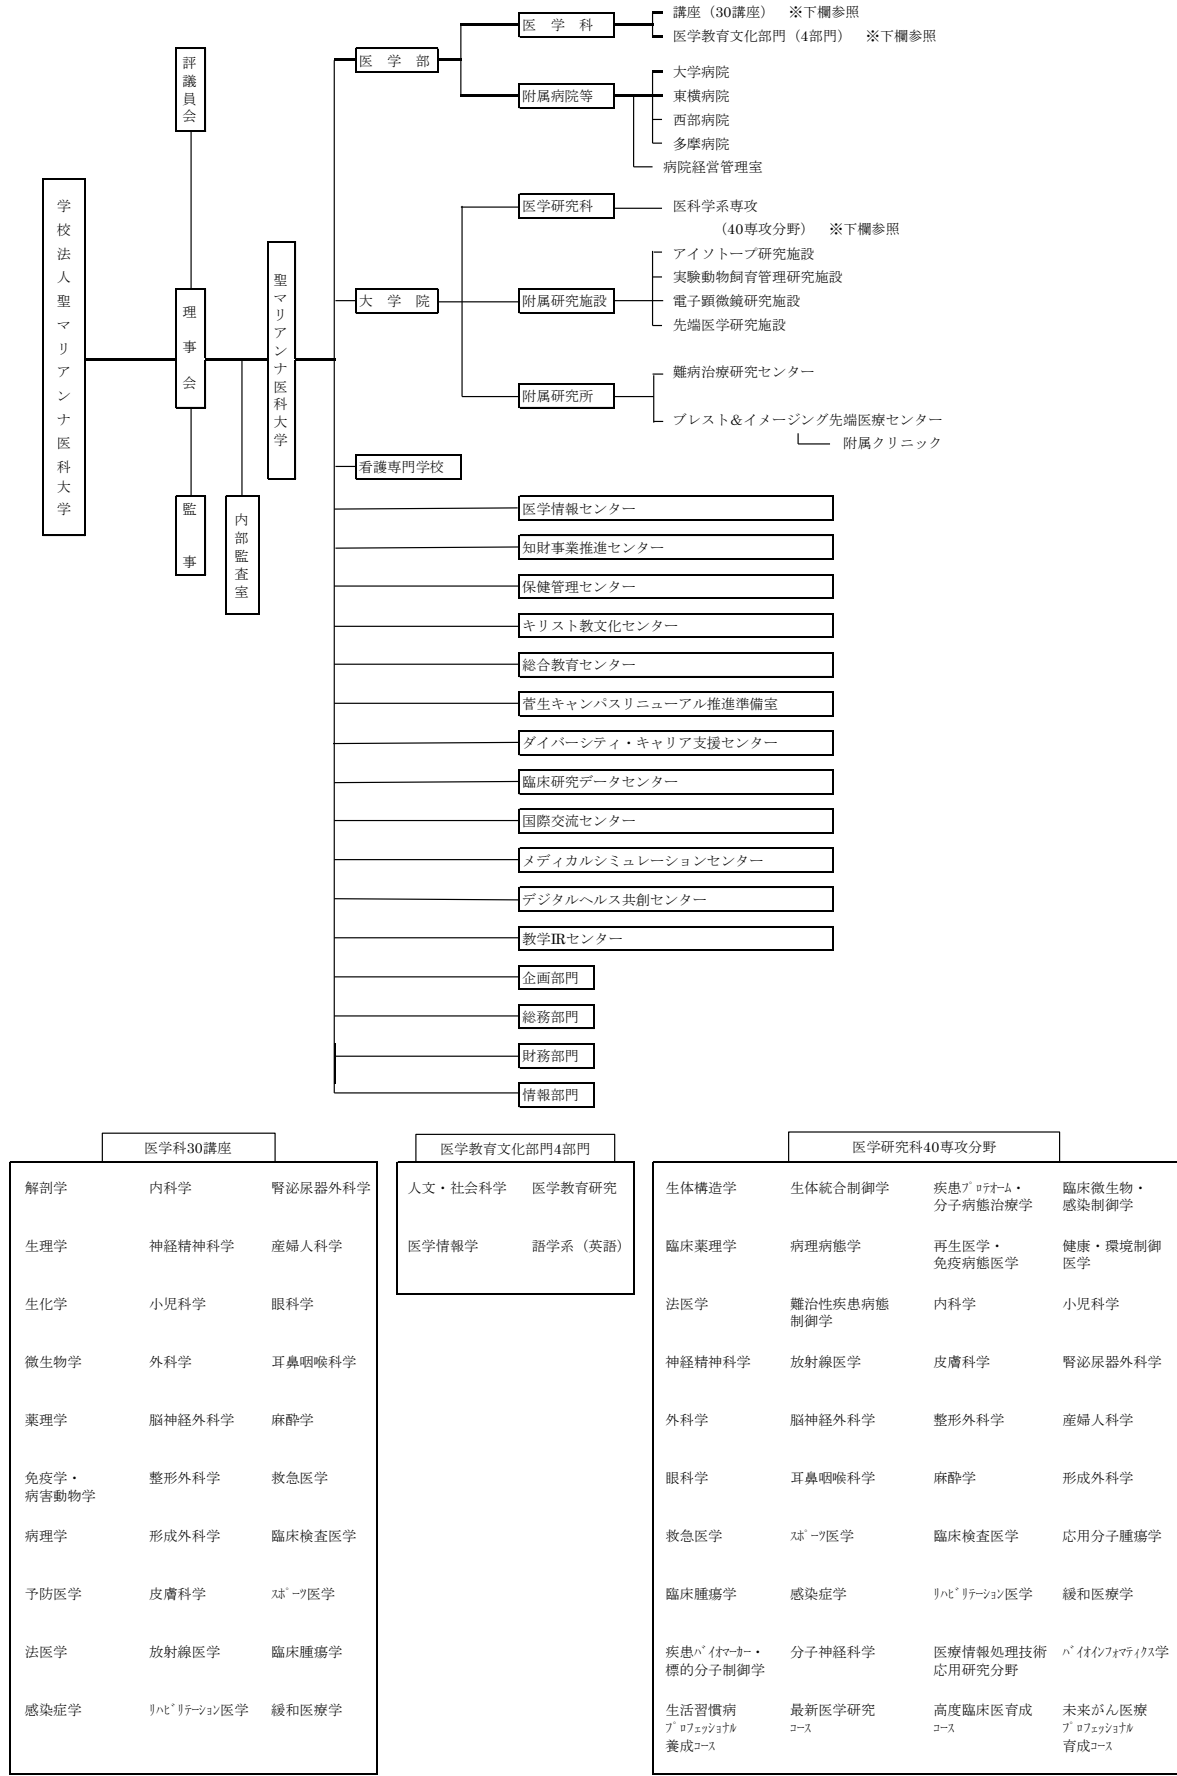 学校法人聖マリアンナ医科大学
評議員会
理事会
監事
内部監査室
聖マリアンナ医科大学
医学部
医学科
講座（30講座）　※下欄参照
医学教育文化部門（4部門）　※下欄参照
附属病院等
大学病院
東横病院
西部病院
多摩病院
病院経営管理室
大学院
医学研究科
医科学系専攻
（40専攻分野）　※下欄参照
附属研究施設
アイソトープ研究施設
実験動物飼育管理研究施設
電子顕微鏡研究施設
先端医学研究施設
附属研究所
難病治療研究センター
ブレスト&イメージング先端医療センター
附属クリニック
看護専門学校
医学情報センター
知財事業推進センター
保健管理センター
キリスト教文化センター
総合教育センター
菅生キャンパスリニューアル推進準備室
ダイバーシティ・キャリア支援センター
臨床研究データセンター
国際交流センター
メディカルシミュレーションセンター
デジタルヘルス共創センター
教学IRセンター
企画部門
総務部門
財務部門
情報部門
医学科30講座
解剖学　内科学　腎泌尿器外科学
生理学　神経精神科学　産婦人科学
生化学　小児科学　眼科学
微生物学　外科学　耳鼻咽喉科学
薬理学　脳神経外科学　麻酔学
免疫学・　整形外科学　救急医学
病害動物学
病理学　形成外科学　臨床検査医学
予防医学　皮膚科学　ｽﾎﾟｰﾂ医学
法医学　放射線医学　臨床腫瘍学
感染症学　ﾘﾊﾋﾞﾘﾃｰｼｮﾝ医学　緩和医療学
医学教育文化部門4部門
人文・社会科学　医学教育研究
医学情報学　語学系（英語）
医学研究科40専攻分野
生体構造学　生体統合制御学　疾患ﾌﾟﾛﾃｵｰﾑ・　臨床微生物・
分子病態治療学　感染制御学
臨床薬理学　病理病態学　再生医学・　健康・環境制御
免疫病態医学　医学
法医学　難治性疾患病態　内科学　小児科学
制御学
神経精神科学　放射線医学　皮膚科学　腎泌尿器外科学
外科学　脳神経外科学　整形外科学　産婦人科学
眼科学　耳鼻咽喉科学　麻酔学　形成外科学
救急医学　ｽﾎﾟｰﾂ医学　臨床検査医学　応用分子腫瘍学
臨床腫瘍学　感染症学　ﾘﾊﾋﾞﾘﾃｰｼｮﾝ医学　緩和医療学
疾患ﾊﾞｲｵﾏｰｶｰ・　分子神経科学　医療情報処理技術　ﾊﾞｲｵｲﾝﾌｫﾏﾃｨｸｽ学
標的分子制御学　応用研究分野
生活習慣病　最新医学研究　高度臨床医育成　未来がん医療
ﾌﾟﾛﾌｪｯｼｮﾅﾙ　ｺｰｽ　ｺｰｽ　ﾌﾟﾛﾌｪｯｼｮﾅﾙ
養成ｺｰｽ　育成ｺｰｽ